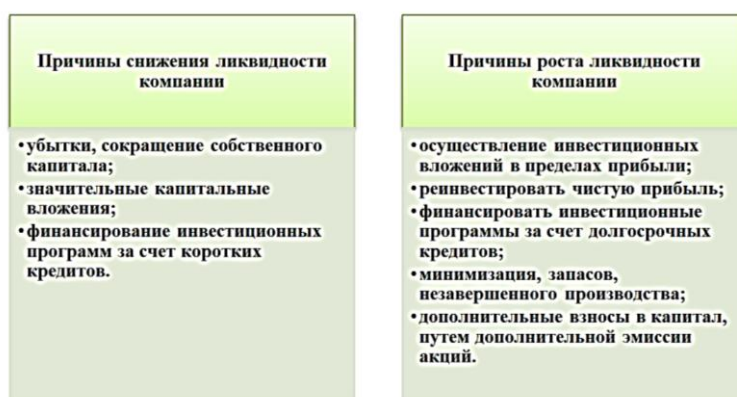 Причины снижения ликвидности
компании
• убытки, сокращение собственного
капитала;
• значительные капитальные
вложения;
• финансирование инвестиционных
программ за счет коротких
кредитов.
Причины роста ликвидности
компании
• осуществление инвестиционных
вложений в пределах прибыли;
• реинвестировать чистую прибыль;
• финансировать инвестиционные
программы за счет долгосрочных
кредитов;
• минимизация, запасов,
незавершенного производства;
• дополнительные взносы в капитал,
путем дополнительной эмиссии
акций.